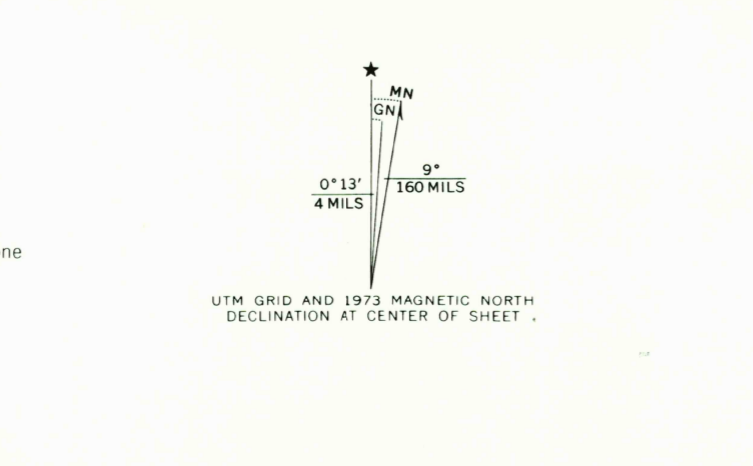 ★
MN
GN
0°13′
4 MILS
9°
160 MILS
ne
UTM GRID AND 1973 MAGNETIC NORTH
DECLINATION AT CENTER OF SHEET